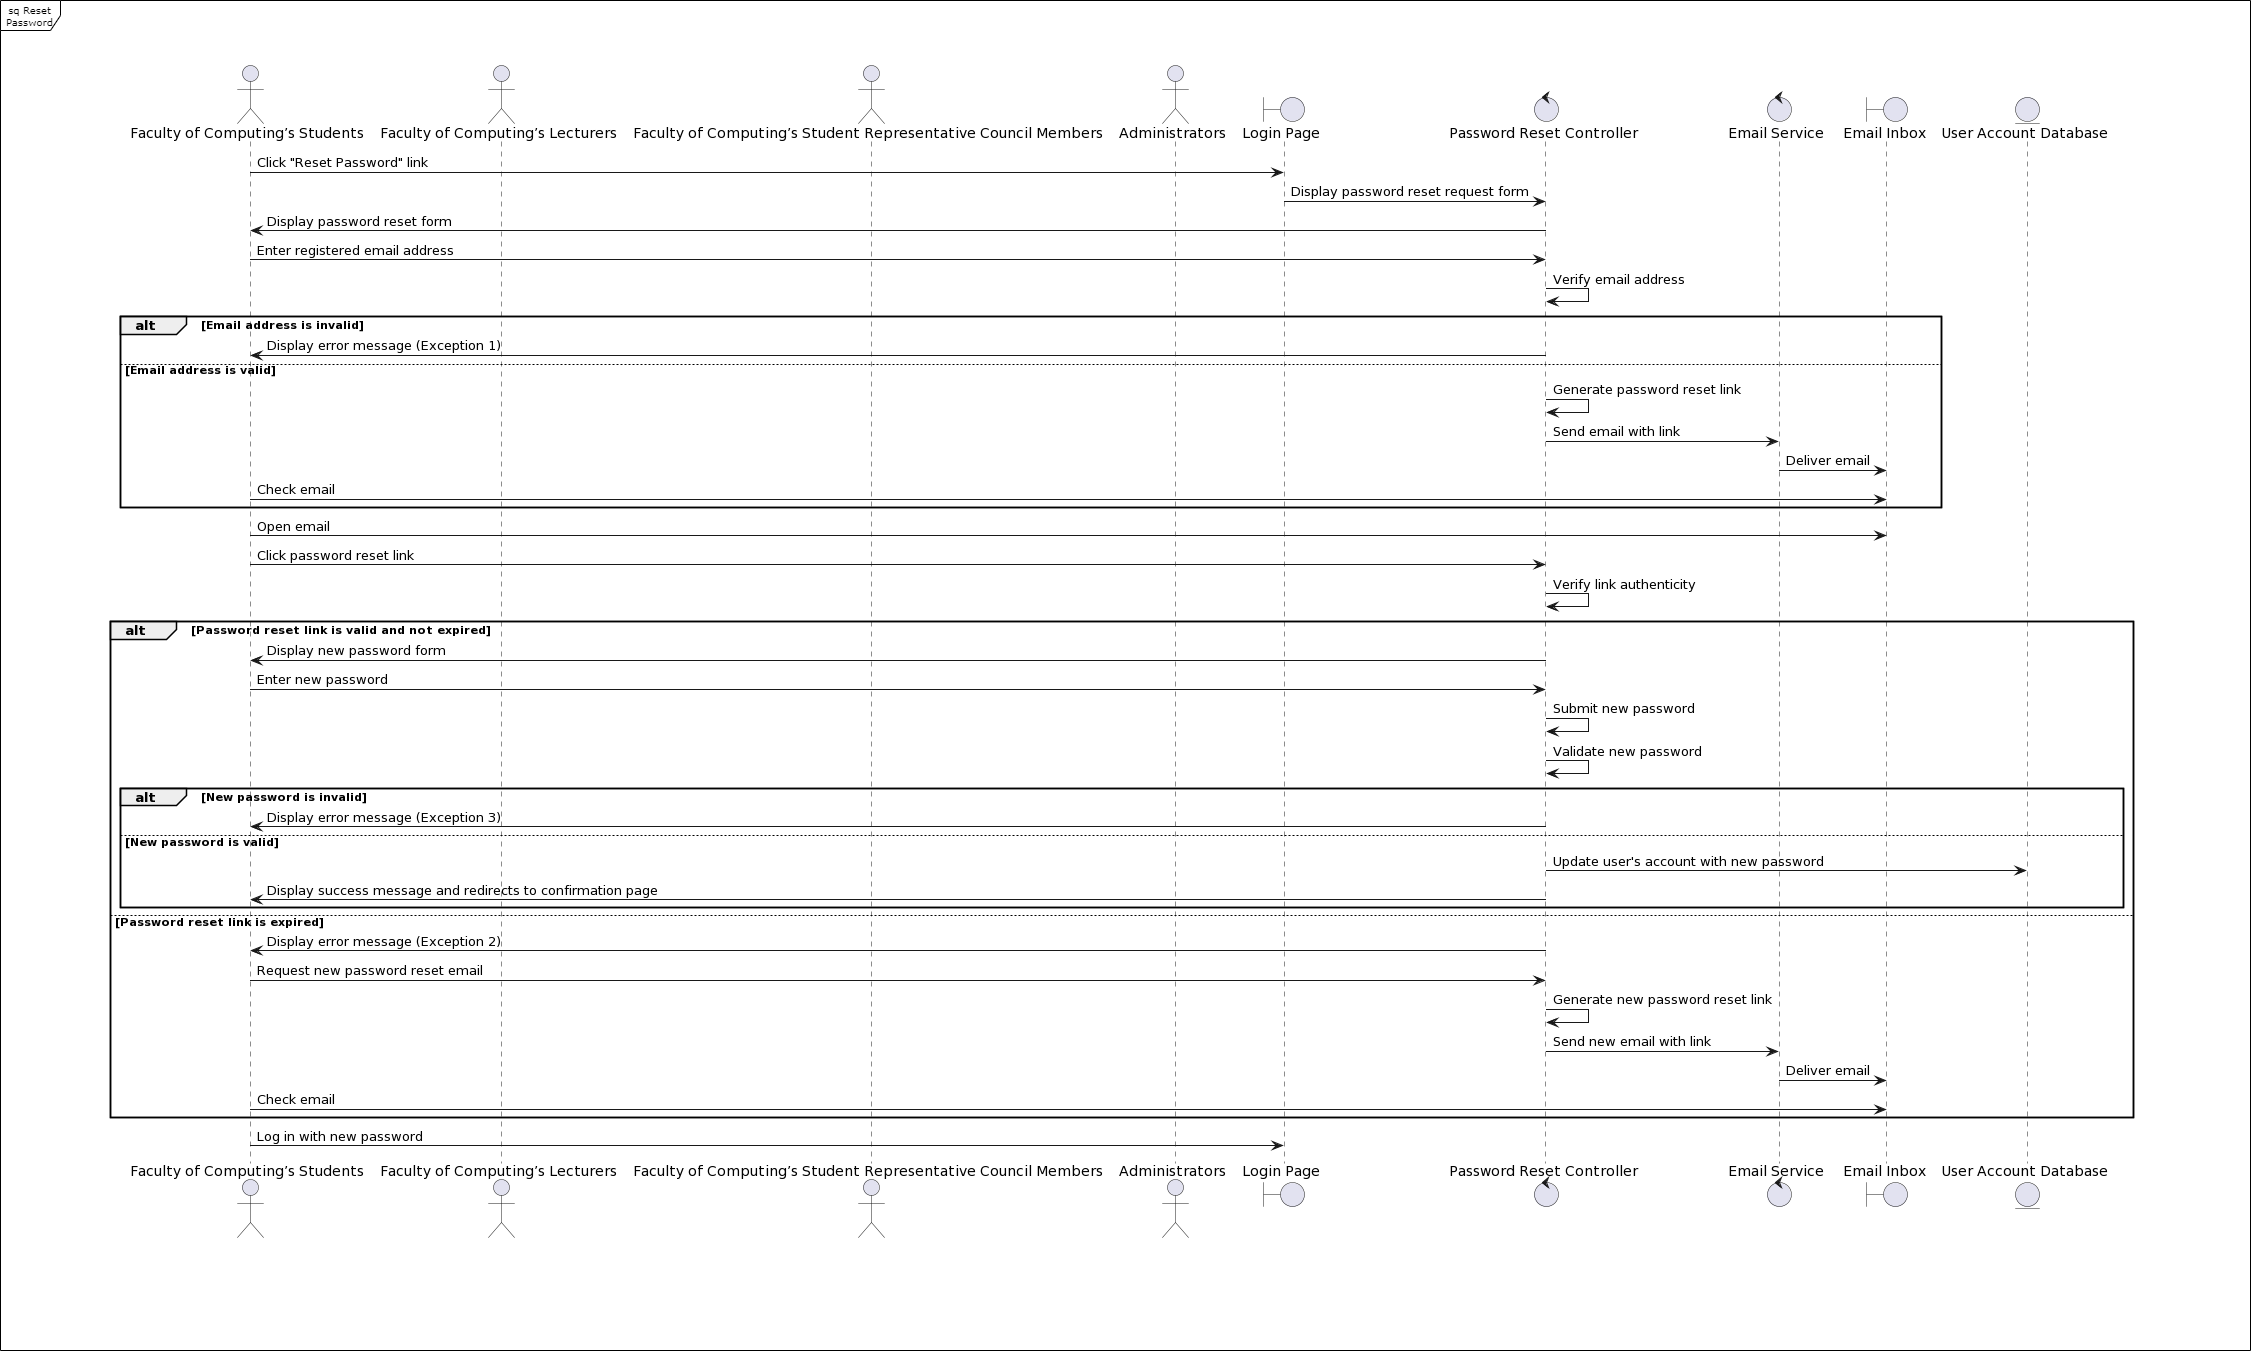 sq Reset
Password
Faculty of Computing’s Students Faculty of Computing’s Lecturers Faculty of Computing’s Student Representative Council Members Administrators Login Page Password Reset Controller Email Service Email Inbox User Account Database
Click "Reset Password" link
Display password reset request form
Display password reset form
Enter registered email address
Verify email address
alt [Email address is invalid]
Display error message (Exception 1)
[Email address is valid]
Generate password reset link
Send email with link
Deliver email
Check email
Open email
Click password reset link
Verify link authenticity
alt [Password reset link is valid and not expired]
Display new password form
Enter new password
Submit new password
Validate new password
alt [New password is invalid]
Display error message (Exception 3)
[New password is valid]
Update user's account with new password
Display success message and redirects to confirmation page
[Password reset link is expired]
Display error message (Exception 2)
Request new password reset email
Generate new password reset link
Send new email with link
Deliver email
Check email
Log in with new password
Faculty of Computing’s Students Faculty of Computing’s Lecturers Faculty of Computing’s Student Representative Council Members Administrators Login Page Password Reset Controller Email Service Email Inbox User Account Database